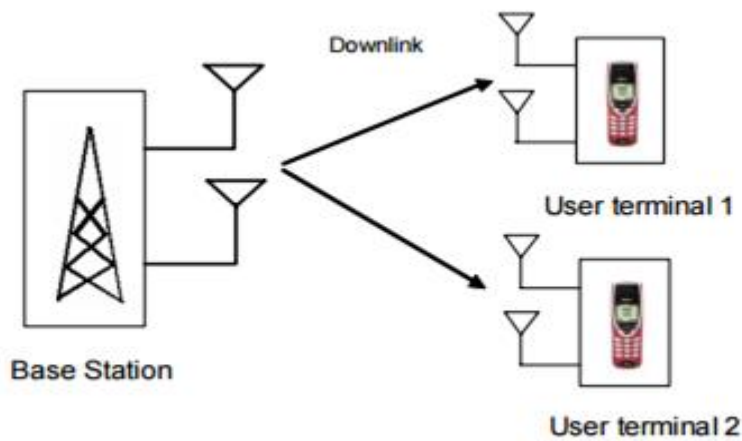 Downlink
User terminal 1
Base Station
User terminal 2